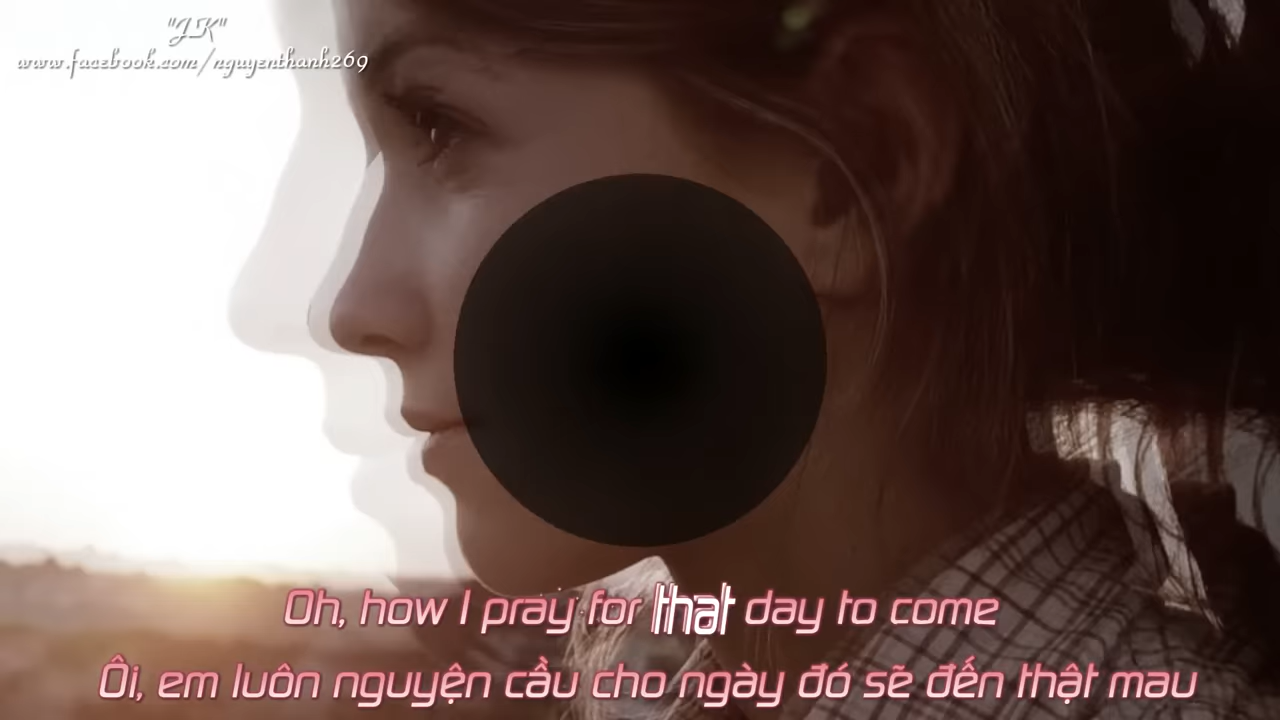 "J.K"
www.facebook.com/nguyenthanh269
Oh, how I pray for that day to come
Ôi, em luôn nguyện cầu cho ngày đó sẽ đến thật mau